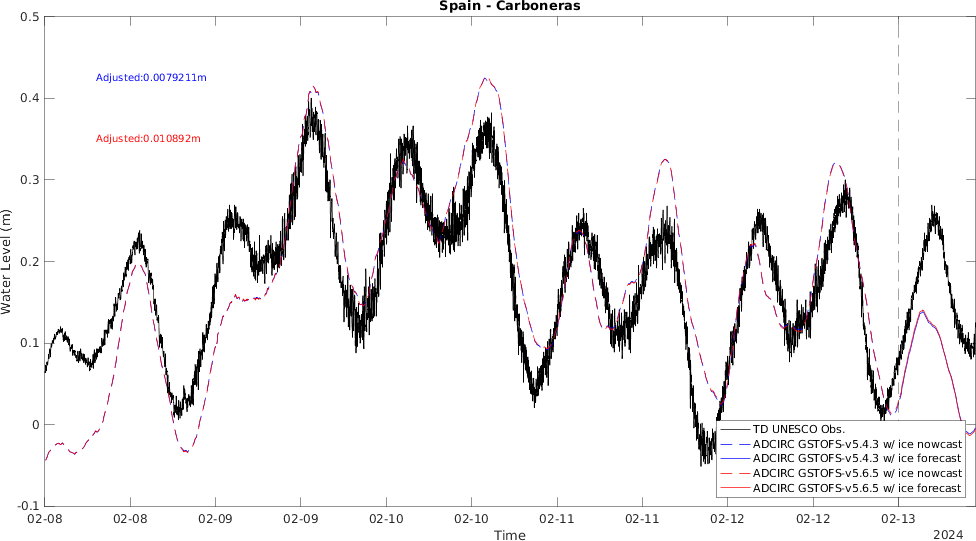 Spain - Carboneras
0.5
Adjusted:0.0079211m
0.4
Adjusted:0.010892m
0.3
0.2
Water Level (m)
0.1
0
TD UNESCO Obs.
ADCIRC GSTOFS-v5.4.3 w/ ice nowcast
ADCIRC GSTOFS-v5.4.3 w/ ice forecast
ADCIRC GSTOFS-v5.6.5 w/ ice nowcast
ADCIRC GSTOFS-v5.6.5 w/ ice forecast
-0.1
02-08 02-08 02-09 02-09 02-10 02-10 02-11 02-11 02-12 02-12 02-13
Time
2024